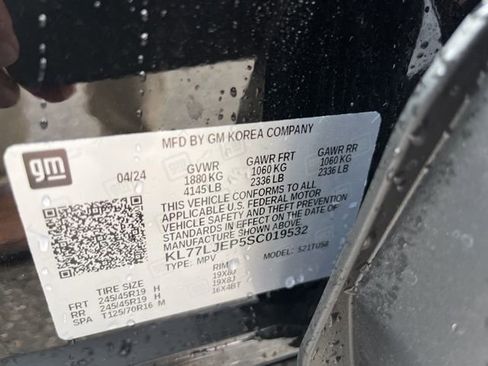 MFD BY GM KOREA COMPANY
gm
04/24
GVWR GAWR FRT GAWR RR
1880 KG 1060 KG 1060 KG
4145 LB 2336 LB 2336 LB
THIS VEHICLE CONFORMS TO ALL
APPLICABLE U.S. FEDERAL MOTOR
VEHICLE SAFETY AND THEFT PREVENTION
STANDARDS IN EFFECT ON THE DATE OF
MANUFACTURE SHOWN ABOVE.
KL77LJEP5SC019532
TYPE: MPV MODEL: 521TU58
TIRE SIZE RIM
FRT 245/45R19 H 19X8J
RR 245/45R19 H 19X8J
SPA T125/70R16 M 16X4BT